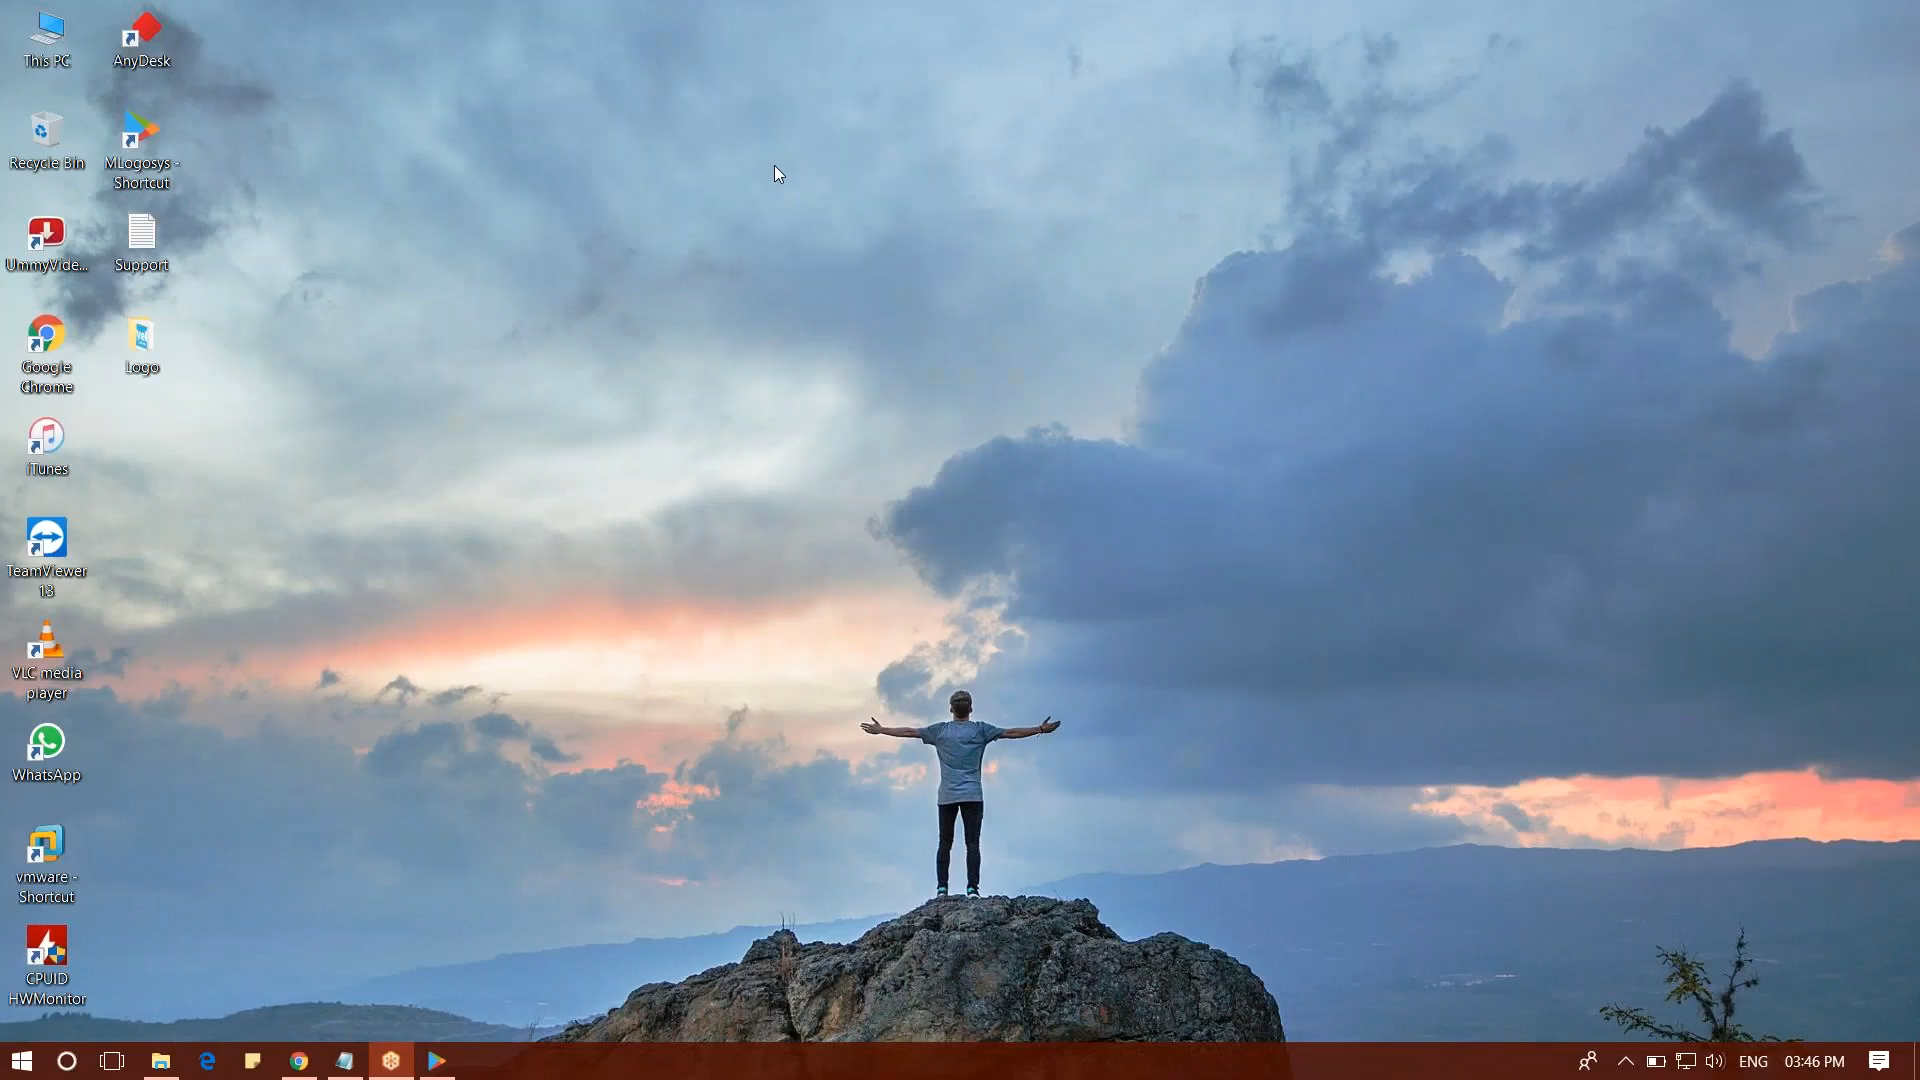 This PC
AnyDesk
Recycle Bin
MLogosys -
Shortcut
UmmyVide...
Support
Google
Chrome
Logo
iTunes
TeamViewer
13
VLC media
player
WhatsApp
vmware -
Shortcut
CPUID
HWMonitor
ENG
03:46 PM